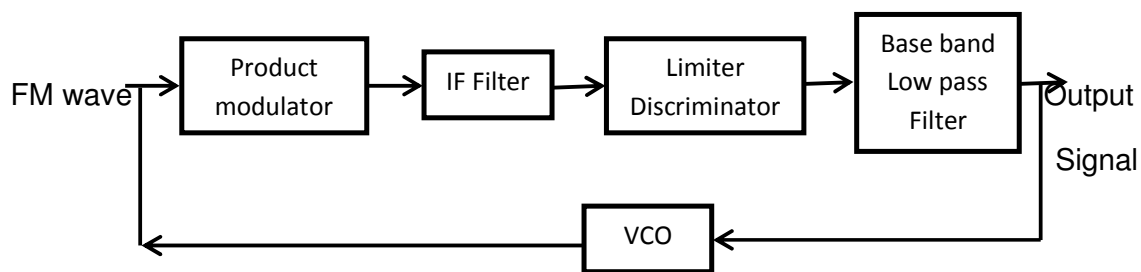 FM wave
Product
modulator
IF Filter
Limiter
Discriminator
Base band
Low pass
Filter
Output
Signal
VCO